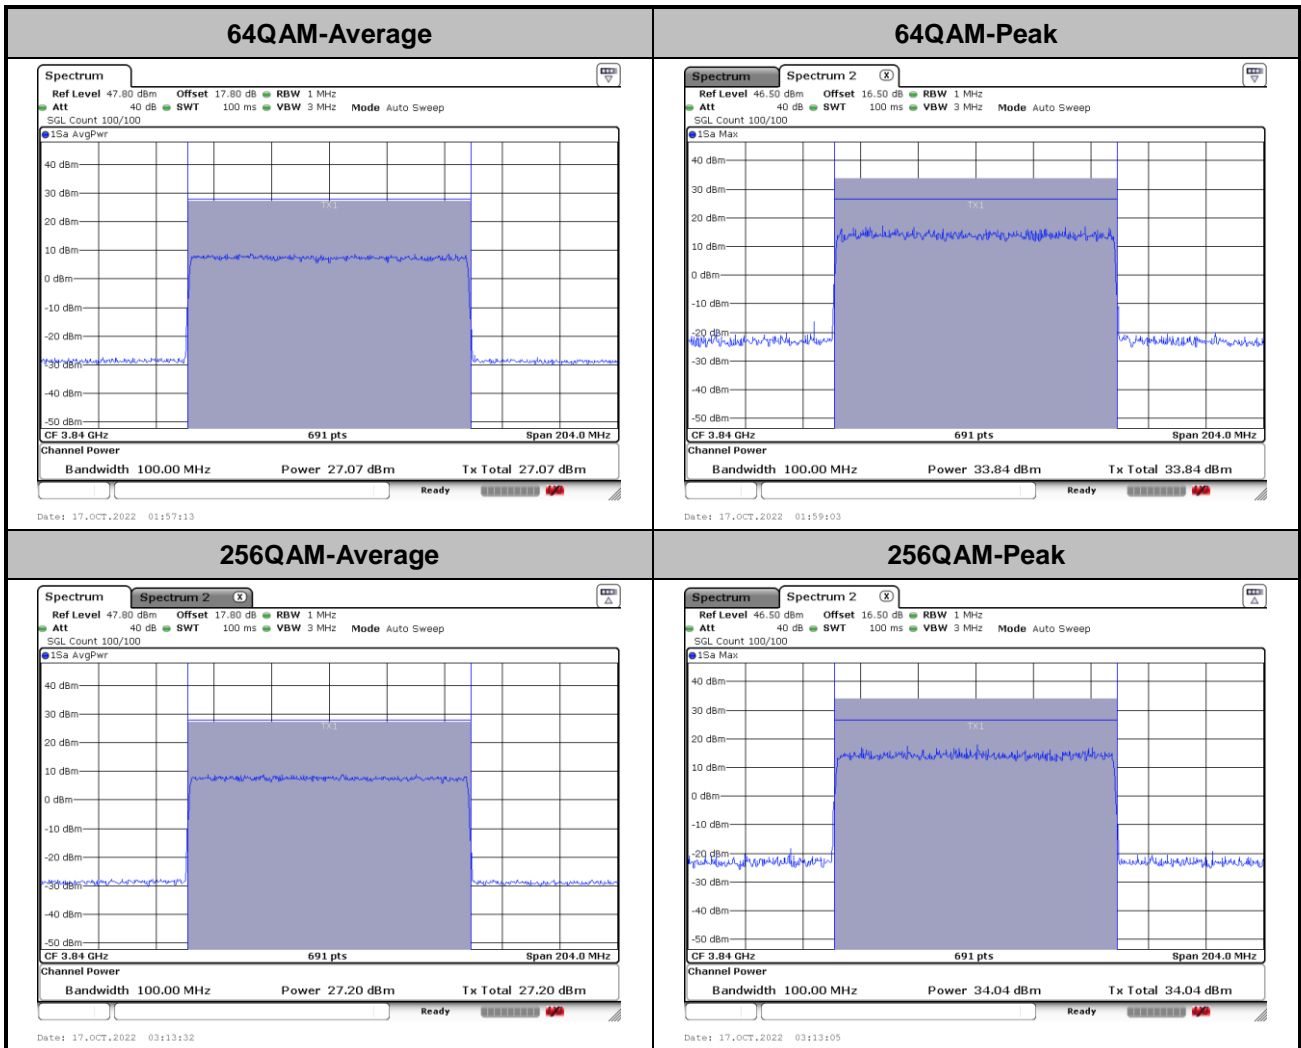 64QAM-Average
64QAM-Peak
Spectrum
Ref Level 47.80 dBm Offset 17.80 dB RBW 1 MHz
Att 40 dB SWT 100 ms VBW 3 MHz Mode Auto Sweep
SGL Count 100/100
1Sa AvgPwr
40 dBm
30 dBm
TX1
20 dBm
10 dBm
0 dBm
-10 dBm
-20 dBm
-30 dBm
-40 dBm
-50 dBm
CF 3.84 GHz 691 pts Span 204.0 MHz
Channel Power
Bandwidth 100.00 MHz Power 27.07 dBm Tx Total 27.07 dBm
Ready
Date: 17.OCT.2022 01:57:13
Spectrum Spectrum 2 X
Ref Level 46.50 dBm Offset 16.50 dB RBW 1 MHz
Att 40 dB SWT 100 ms VBW 3 MHz Mode Auto Sweep
SGL Count 100/100
1Sa Max
40 dBm
30 dBm
TX1
20 dBm
10 dBm
0 dBm
-10 dBm
-20 dBm
-30 dBm
-40 dBm
-50 dBm
CF 3.84 GHz 691 pts Span 204.0 MHz
Channel Power
Bandwidth 100.00 MHz Power 33.84 dBm Tx Total 33.84 dBm
Ready
Date: 17.OCT.2022 01:59:03
256QAM-Average
256QAM-Peak
Spectrum Spectrum 2 X
Ref Level 47.80 dBm Offset 17.80 dB RBW 1 MHz
Att 40 dB SWT 100 ms VBW 3 MHz Mode Auto Sweep
SGL Count 100/100
1Sa AvgPwr
40 dBm
30 dBm
TX1
20 dBm
10 dBm
0 dBm
-10 dBm
-20 dBm
-30 dBm
-40 dBm
-50 dBm
CF 3.84 GHz 691 pts Span 204.0 MHz
Channel Power
Bandwidth 100.00 MHz Power 27.20 dBm Tx Total 27.20 dBm
Ready
Date: 17.OCT.2022 03:13:32
Spectrum Spectrum 2 X
Ref Level 46.50 dBm Offset 16.50 dB RBW 1 MHz
Att 40 dB SWT 100 ms VBW 3 MHz Mode Auto Sweep
SGL Count 100/100
1Sa Max
40 dBm
30 dBm
TX1
20 dBm
10 dBm
0 dBm
-10 dBm
-20 dBm
-30 dBm
-40 dBm
-50 dBm
CF 3.84 GHz 691 pts Span 204.0 MHz
Channel Power
Bandwidth 100.00 MHz Power 34.04 dBm Tx Total 34.04 dBm
Ready
Date: 17.OCT.2022 03:13:05